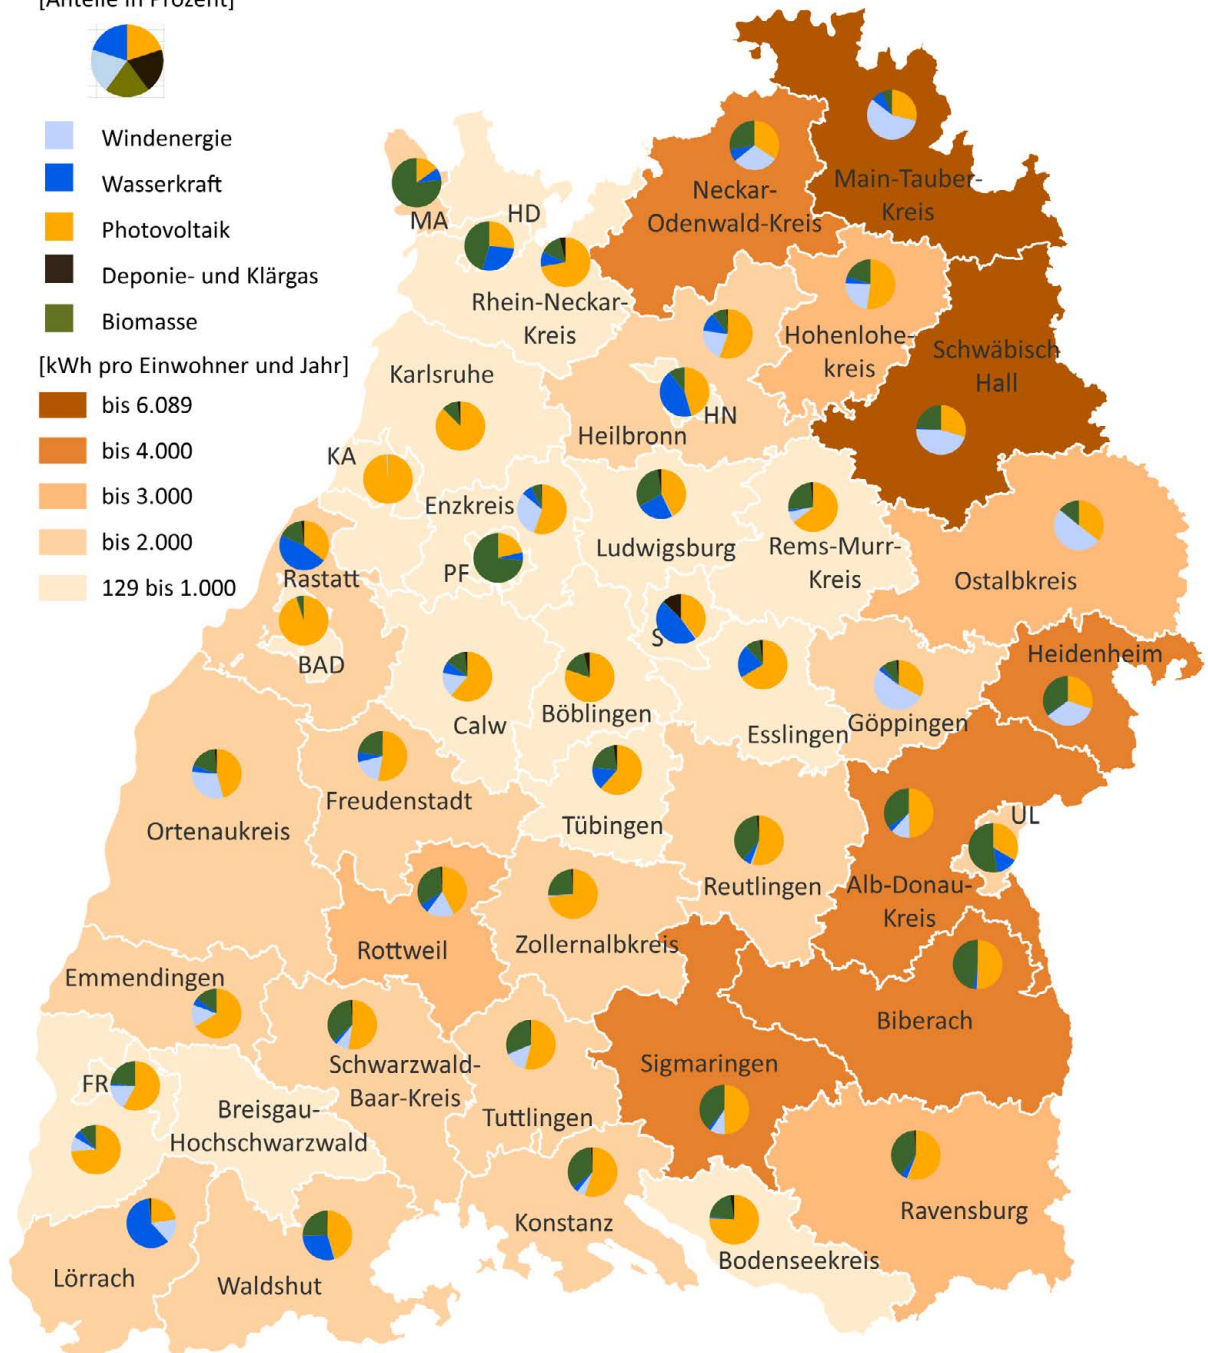 [Anteile in Prozent]
Windenergie
Wasserkraft
Photovoltaik
Deponie- und Klärgas
Biomasse
[kWh pro Einwohner und Jahr]
bis 6.089
bis 4.000
bis 3.000
bis 2.000
129 bis 1.000
Main-Tauber-
Kreis
Neckar-
Odenwald-Kreis
MA
HD
Rhein-Neckar-
Kreis
Hohenlohe-
kreis
Schwäbisch
Hall
Karlsruhe
HN
Heilbronn
KA
Enzkreis
Ludwigsburg
Rems-Murr-
Kreis
Ostalbkreis
Rastatt
PF
S
BAD
Heidenheim
Calw
Böblingen
Esslingen
Göppingen
Freudenstadt
Ortenaukreis
Tübingen
UL
Reutlingen
Alb-Donau-
Kreis
Rottweil
Zollernalbkreis
Emmendingen
Biberach
Schwarzwald-
Baar-Kreis
Sigmaringen
FR
Breisgau-
Hochschwarzwald
Tuttlingen
Konstanz
Ravensburg
Bodenseekreis
Lörrach
Waldshut